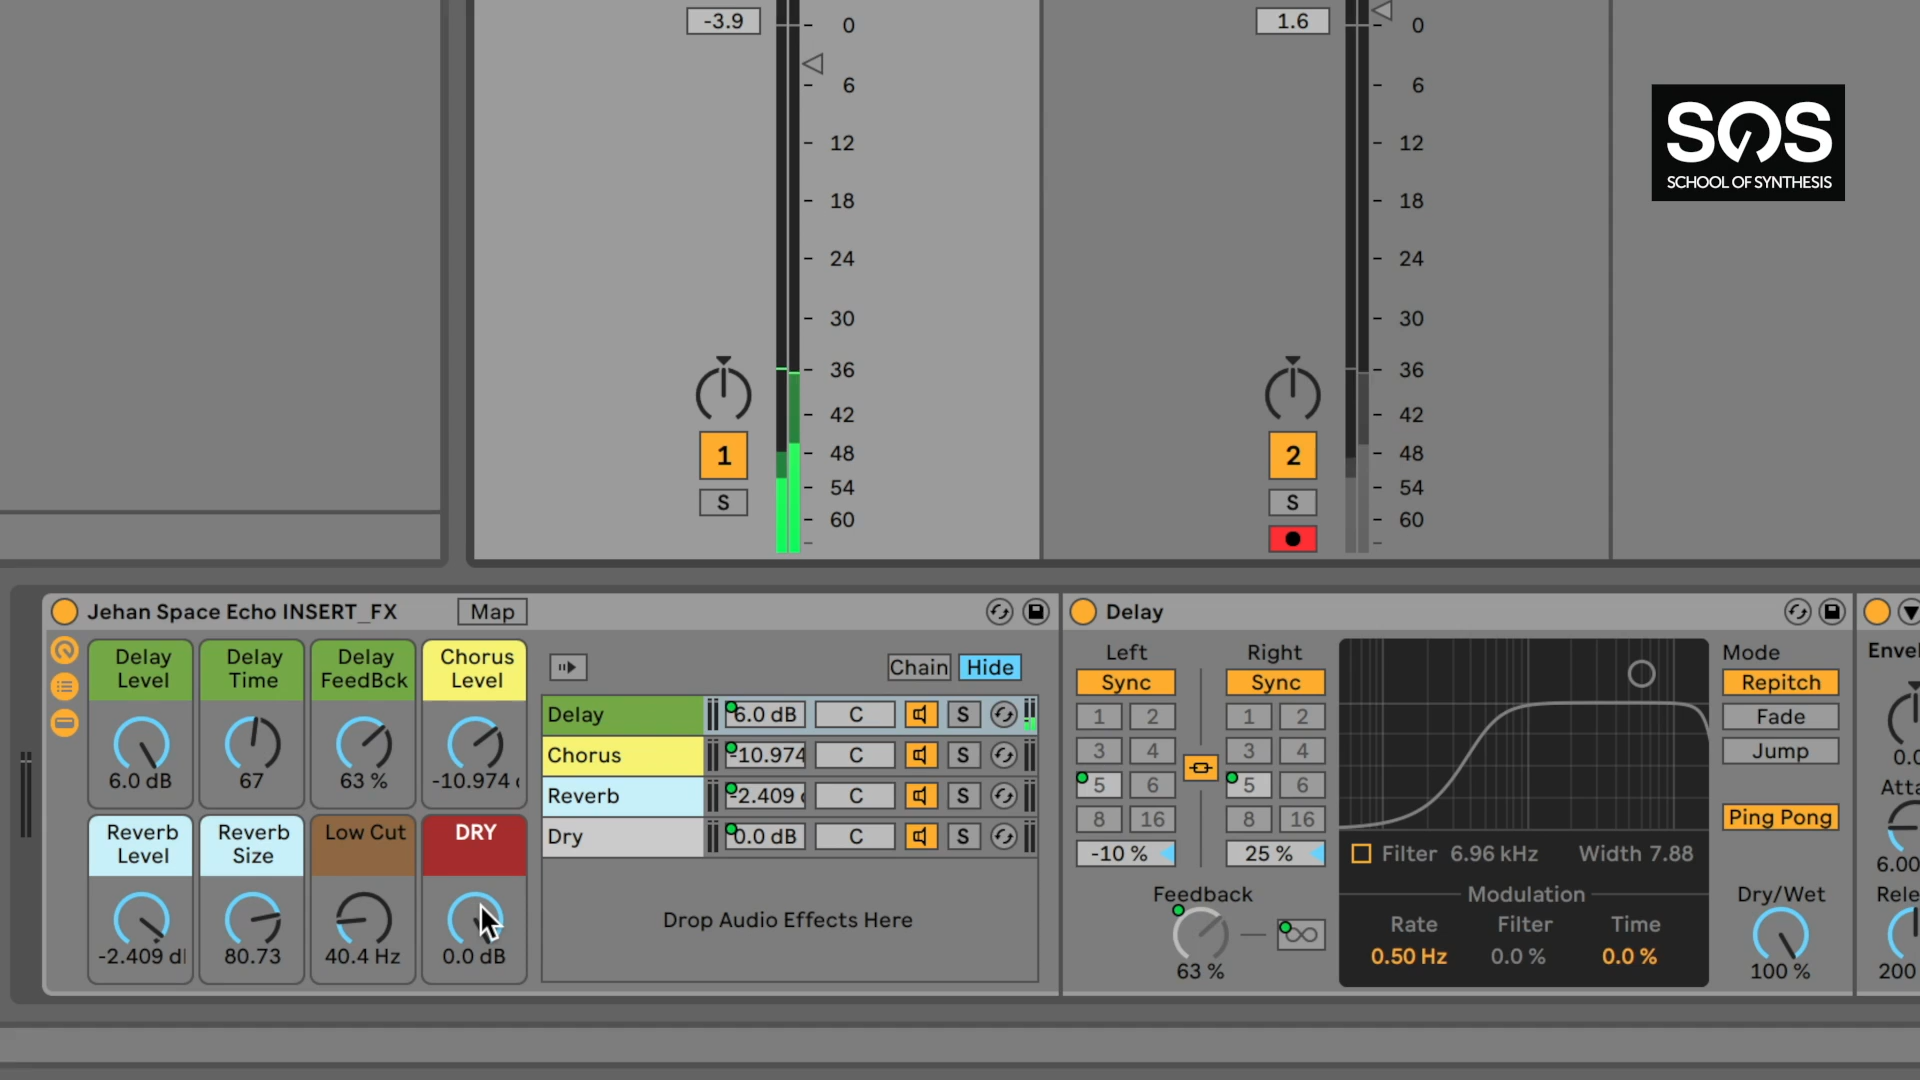 -3.9
0
6
12
18
24
30
36
42
48
54
60
1
S
1.6
0
6
12
18
24
30
36
42
48
54
60
2
S
SOS
SCHOOL OF SYNTHESIS
Jehan Space Echo INSERT_FX
Map
Delay
Level
6.0 dB
Delay
Time
67
Delay
FeedBck
63 %
Chorus
Level
-10.974
Reverb
Level
-2.409 d
Reverb
Size
80.73
Low Cut
40.4 Hz
DRY
0.0 dB
Chain
Hide
Delay
6.0 dB
C
S
Chorus
-10.974
C
S
Reverb
-2.409
C
S
Dry
0.0 dB
C
S
Drop Audio Effects Here
Delay
Left
Sync
1 2
3 4
5 6
8 16
-10 %
Right
Sync
1 2
3 4
5 6
8 16
25 %
Feedback
63 %
Filter 6.96 kHz Width 7.88
Modulation
Rate Filter Time
0.50 Hz 0.0 % 0.0 %
Mode
Repitch
Fade
Jump
Ping Pong
Dry/Wet
100 %
Enve
0.0
Atta
6.00
Rele
200